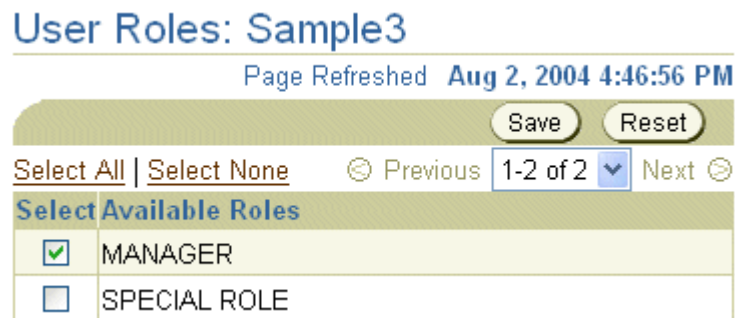 User Roles: Sample3
Page Refreshed Aug 2, 2004 4:46:56 PM
Save Reset
Select All | Select None Previous 1-2 of 2 Next
Select Available Roles
MANAGER
SPECIAL ROLE